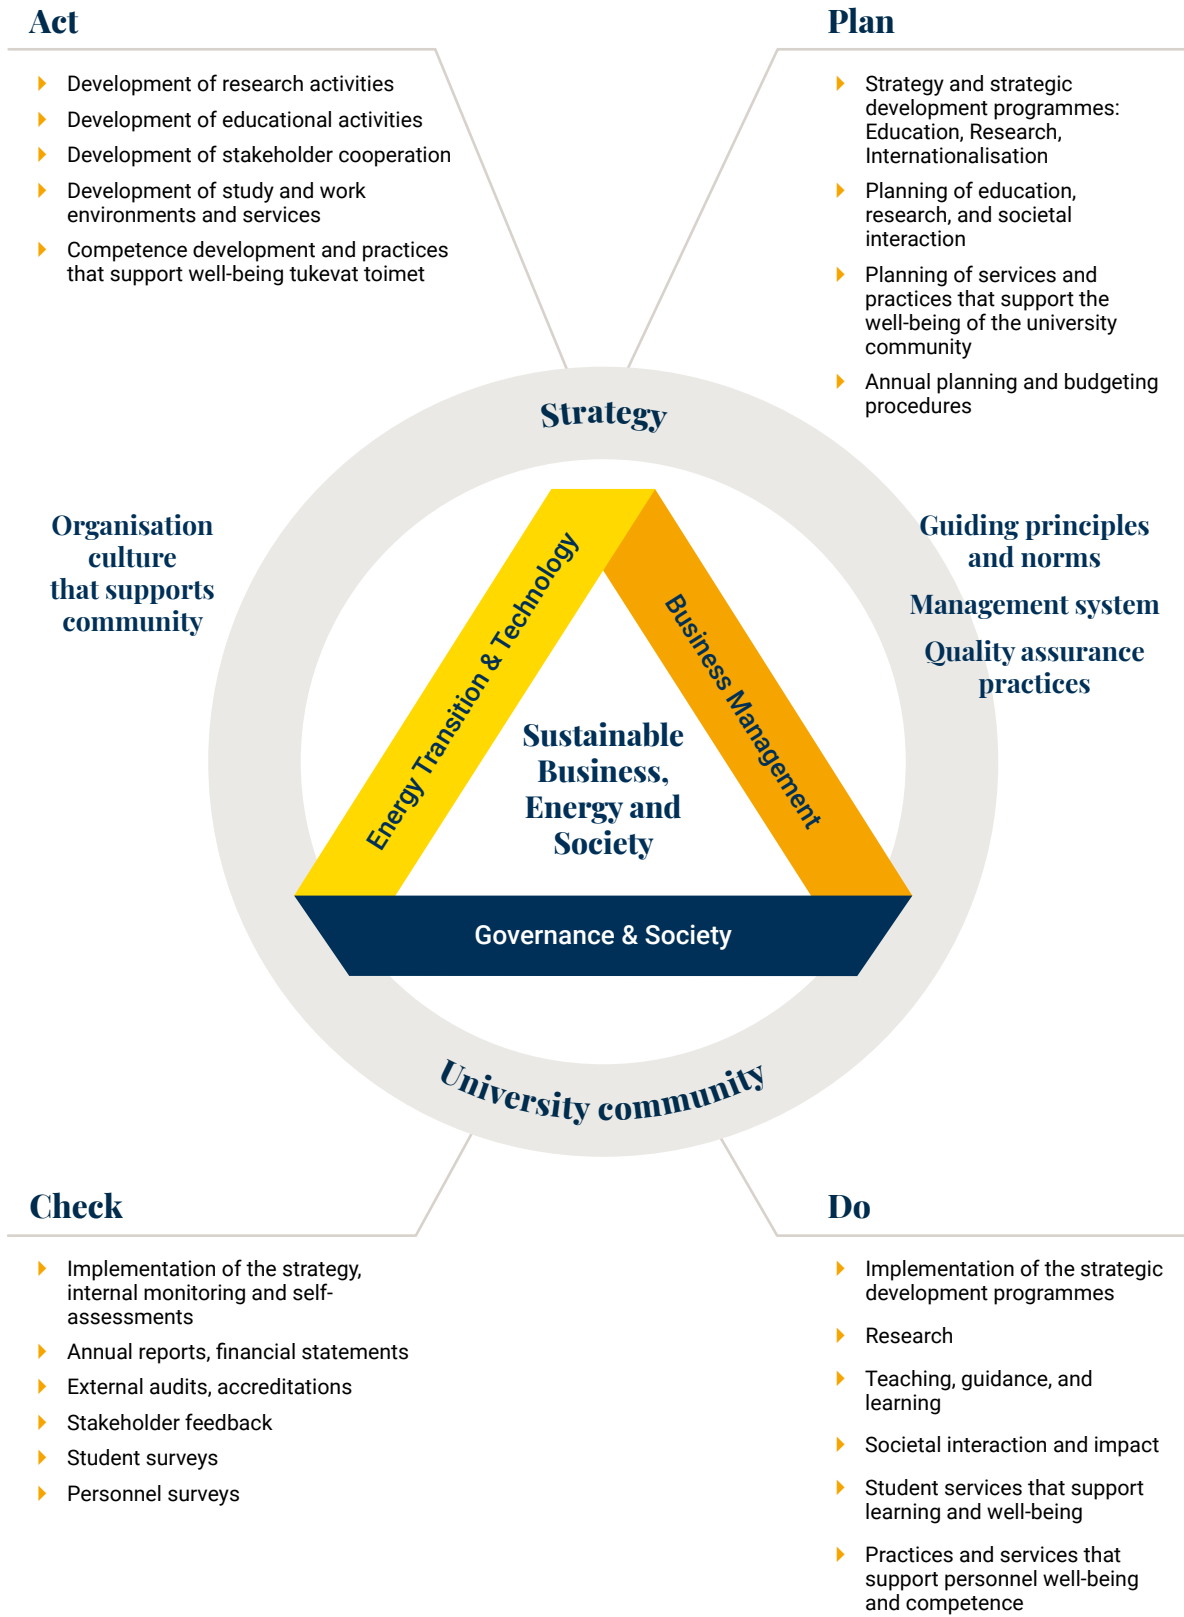 Act
Development of research activities
Development of educational activities
Development of stakeholder cooperation
Development of study and work
environments and services
Competence development and practices
that support well-being tukevat toimet
Plan
Strategy and strategic
development programmes:
Education, Research,
Internationalisation
Planning of education,
research, and societal
interaction
Planning of services and
practices that support the
well-being of the university
community
Annual planning and budgeting
procedures
Strategy
Organisation
culture
that supports
community
Guiding principles
and norms
Management system
Quality assurance
practices
Energy Transition & Technology
Business Management
Sustainable
Business,
Energy and
Society
Governance & Society
University community
Check
Implementation of the strategy,
internal monitoring and self-
assessments
Annual reports, financial statements
External audits, accreditations
Stakeholder feedback
Student surveys
Personnel surveys
Do
Implementation of the strategic
development programmes
Research
Teaching, guidance, and
learning
Societal interaction and impact
Student services that support
learning and well-being
Practices and services that
support personnel well-being
and competence